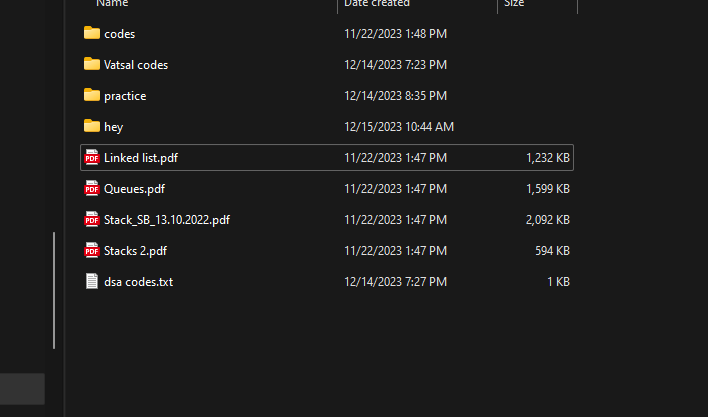 Name Date created Size
codes 11/22/2023 1:48 PM
Vatsal codes 12/14/2023 7:23 PM
practice 12/14/2023 8:35 PM
hey 12/15/2023 10:44 AM
PDF Linked list.pdf 11/22/2023 1:47 PM 1,232 KB
PDF Queues.pdf 11/22/2023 1:47 PM 1,599 KB
PDF Stack_SB_13.10.2022.pdf 11/22/2023 1:47 PM 2,092 KB
PDF Stacks 2.pdf 11/22/2023 1:47 PM 594 KB
dsa codes.txt 12/14/2023 7:27 PM 1 KB